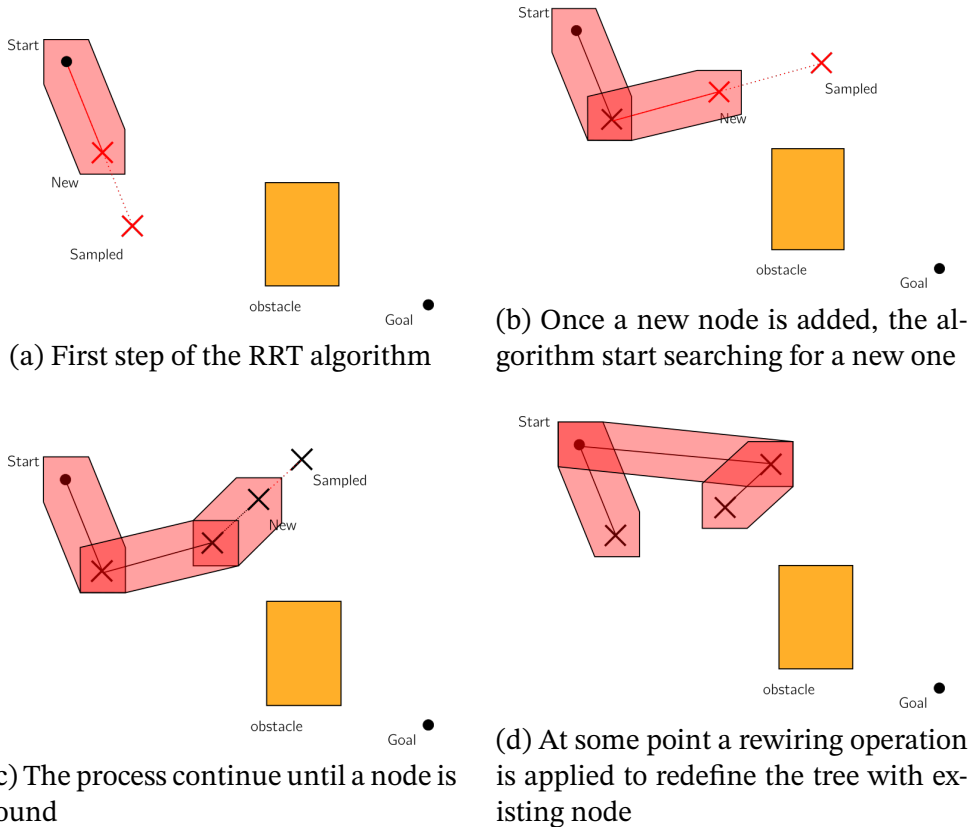 Start
New
Sampled
obstacle
Goal
(a) First step of the RRT algorithm
Start
Sampled
New
obstacle
Goal
(b) Once a new node is added, the al-
gorithm start searching for a new one
Start
Sampled
New
obstacle
Goal
c) The process continue until a node is
ound
Start
obstacle
Goal
(d) At some point a rewiring operation
is applied to redefine the tree with ex-
isting node